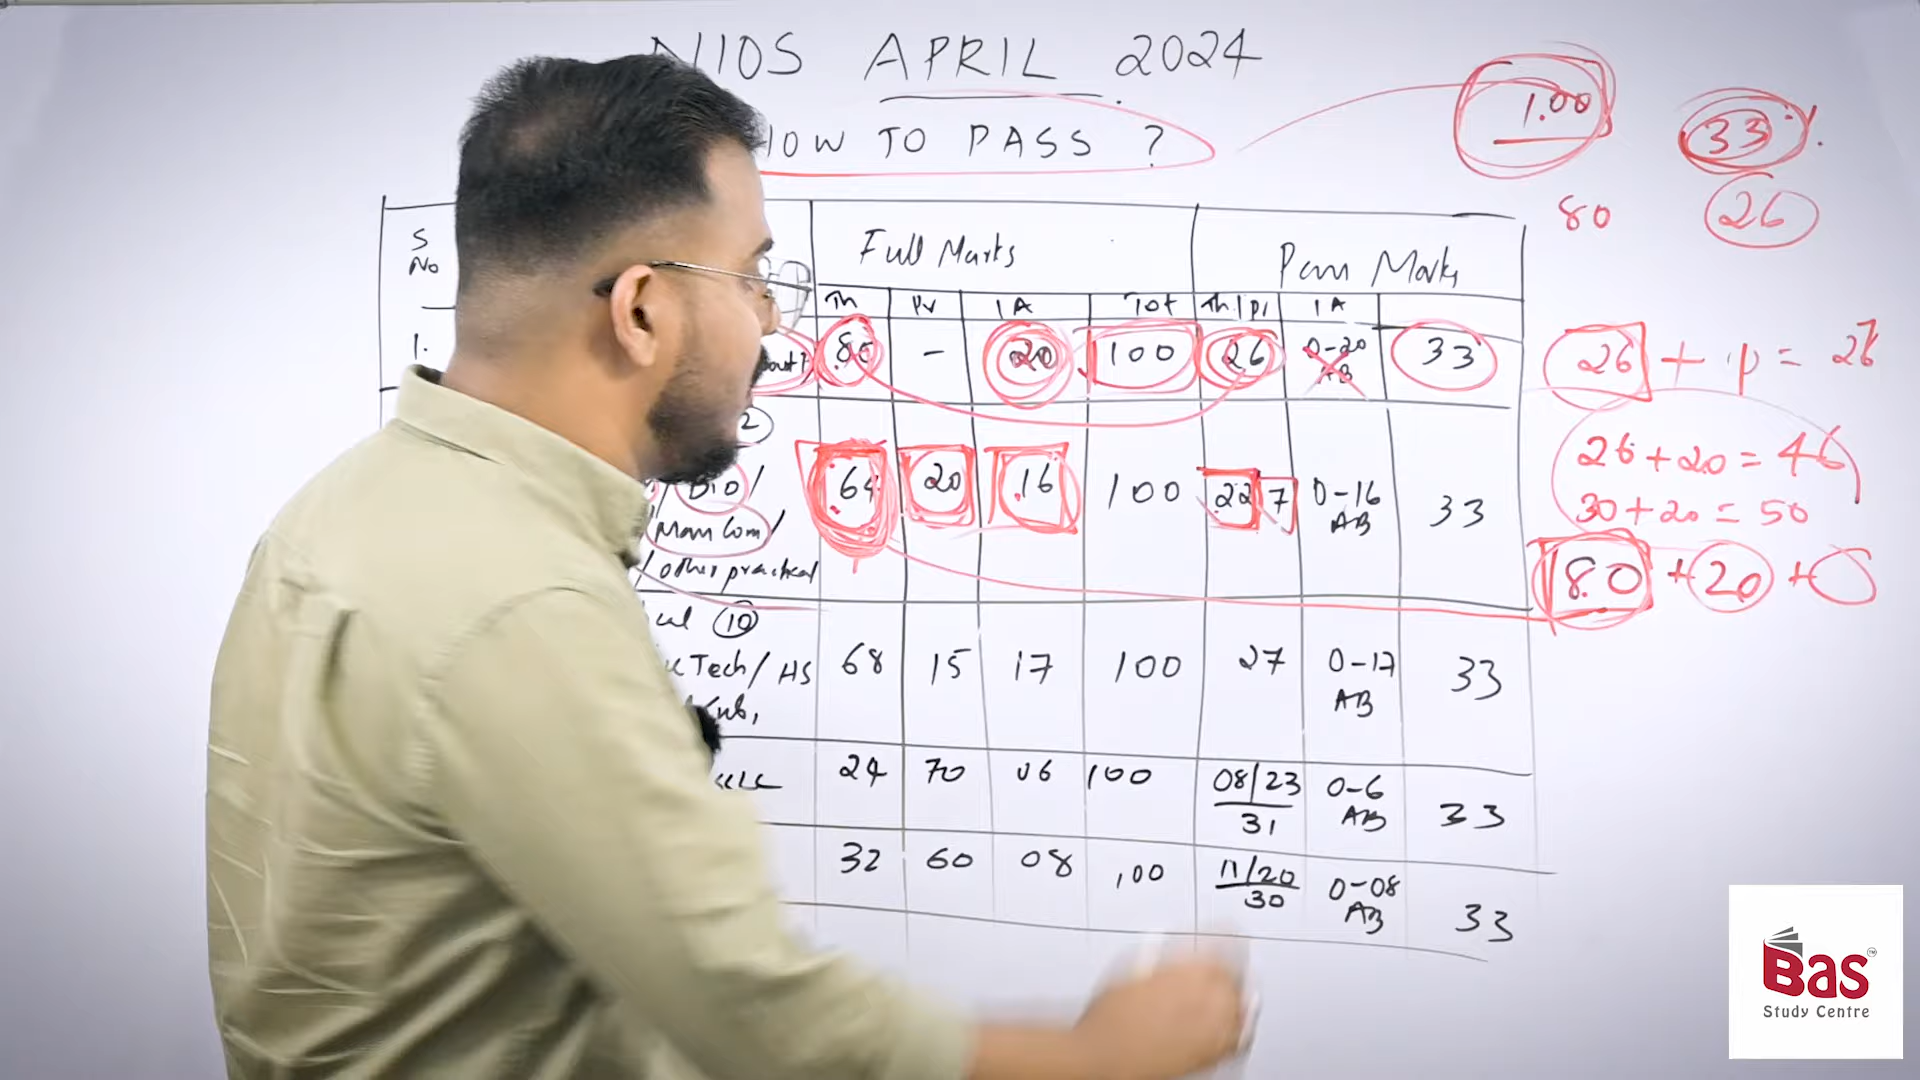 NIOS APRIL 2024
HOW TO PASS ?
1.00
33%.
80
26
S
No
Full Marks
Pass Marks
Th Pr IA Tot Th/Pr IA
1.
80 - 20 100 26 0-20 33
AB
26 + P = 26
2
26+20=46
Bio/
64 20 16 100 22 7 0-16 33
AB
30+20=50
Mass Com/
/other practical
80 + 20 +
10
Tech/ HS
68 15 17 100 27 0-17 33
AB
24 70 06 100 08/23 0-6 33
31 AB
32 60 08 100 11/20 0-08 33
30 AB
Bas
TM
Study Centre